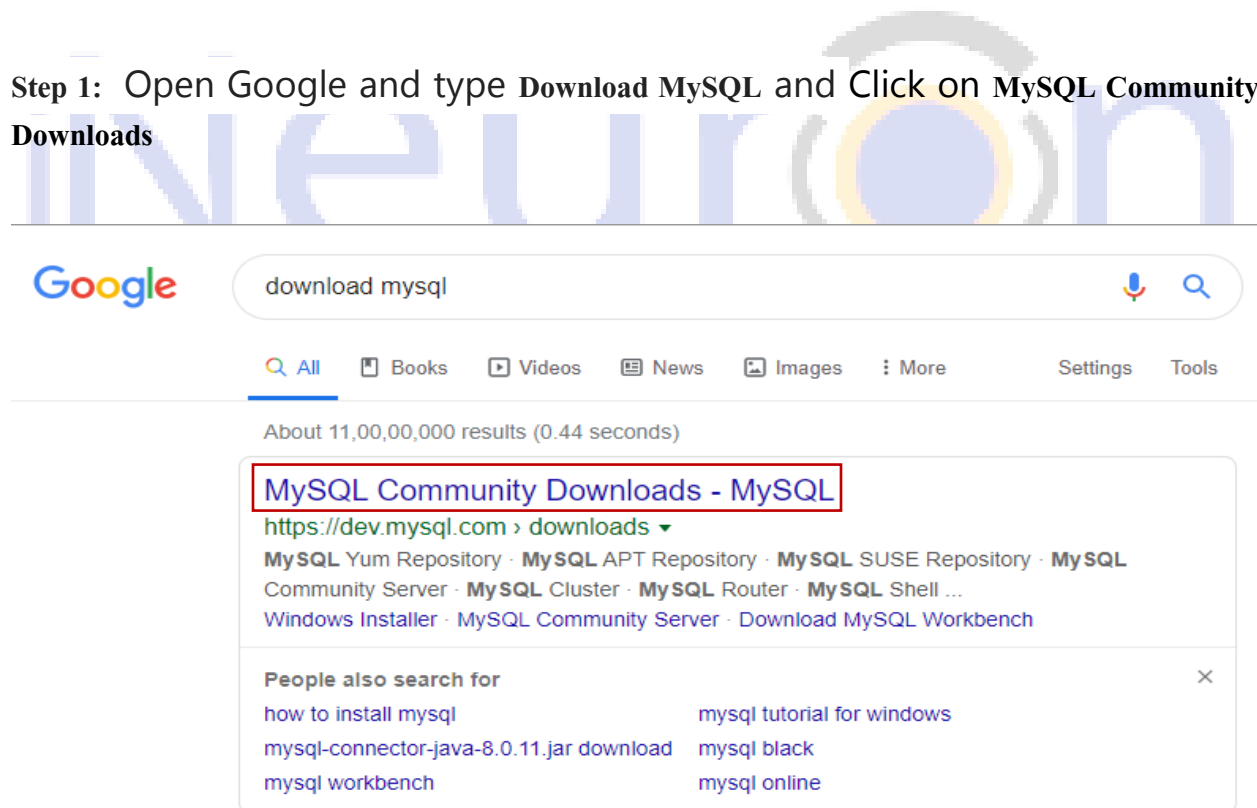 Step 1: Open Google and type Download MySQL and Click on MySQL Community
Downloads
iNeuron
Google
download mysql
All Books Videos News Images More Settings Tools
About 11,00,00,000 results (0.44 seconds)
MySQL Community Downloads - MySQL
https://dev.mysql.com › downloads
MySQL Yum Repository · MySQL APT Repository · MySQL SUSE Repository · MySQL
Community Server · MySQL Cluster · MySQL Router · MySQL Shell ...
Windows Installer · MySQL Community Server · Download MySQL Workbench
People also search for
how to install mysql mysql tutorial for windows
mysql-connector-java-8.0.11.jar download mysql black
mysql workbench mysql online